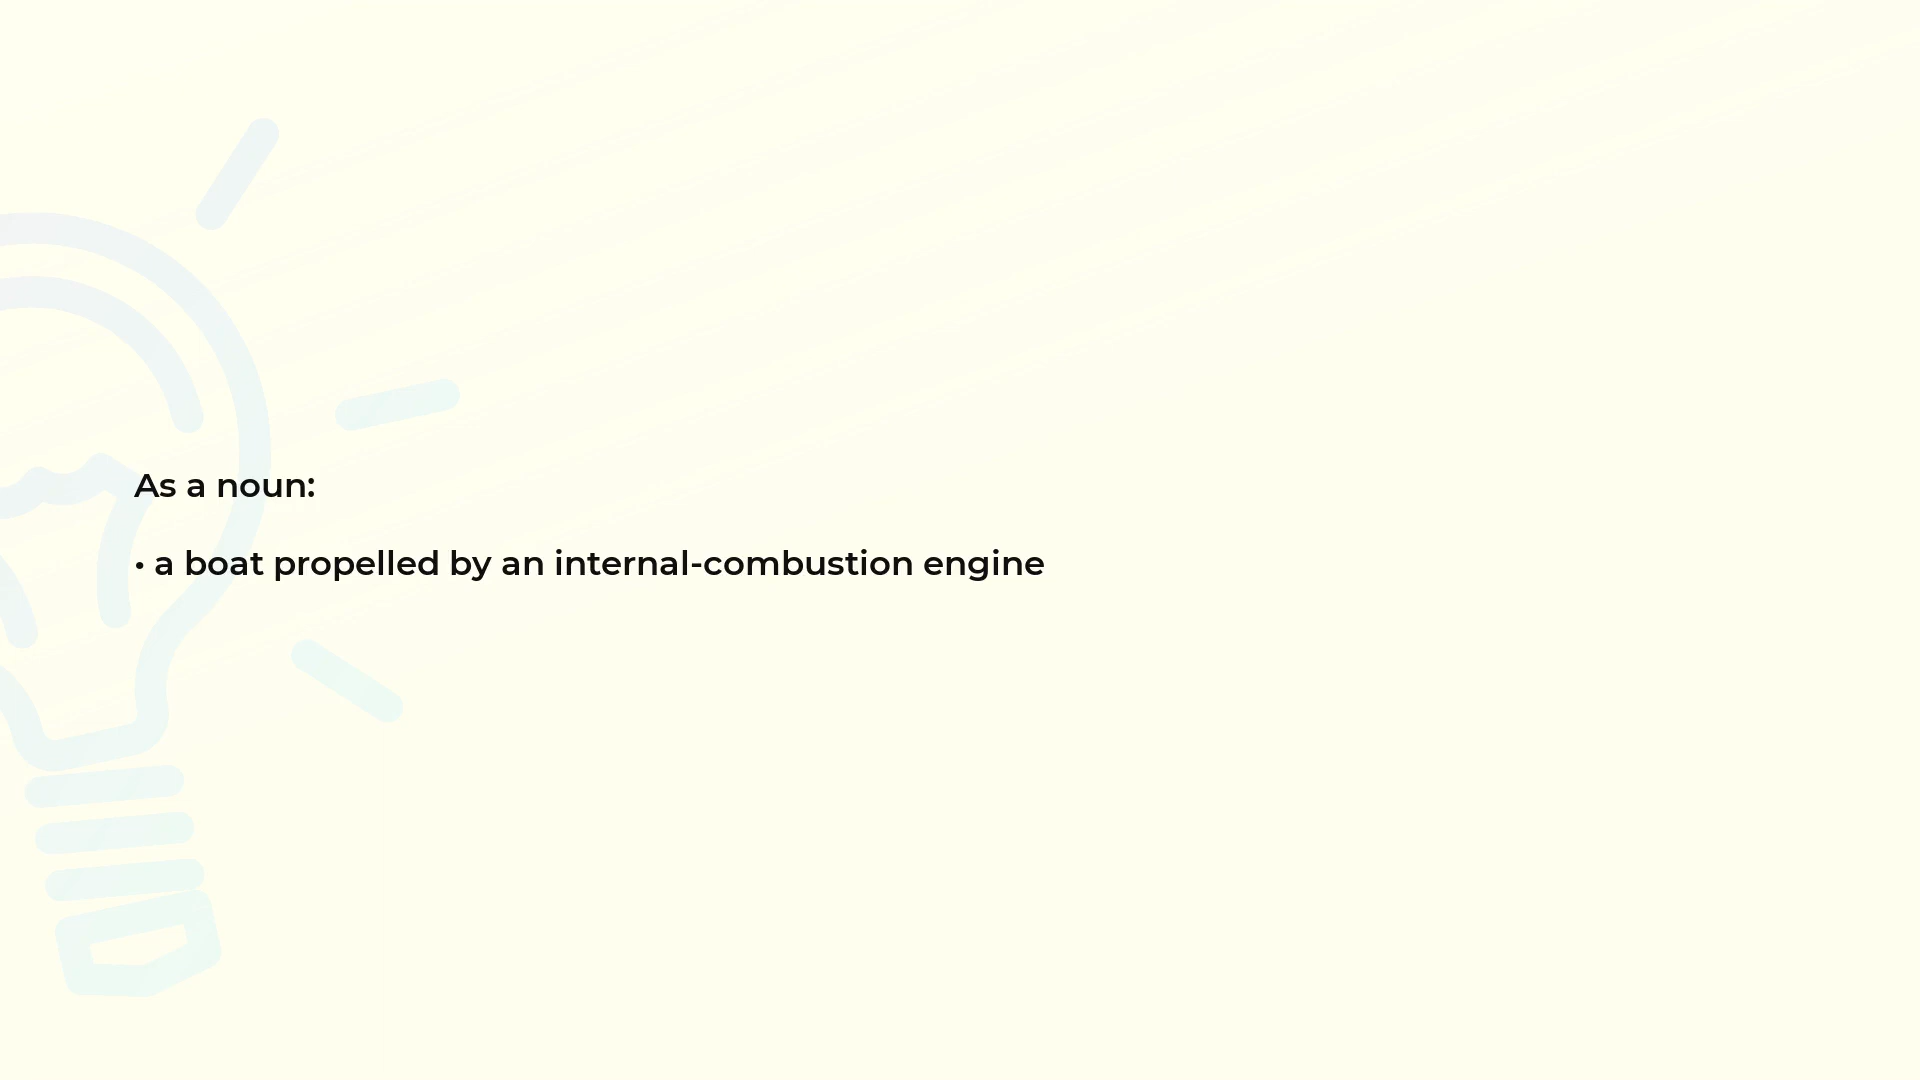 As a noun:
• a boat propelled by an internal-combustion engine